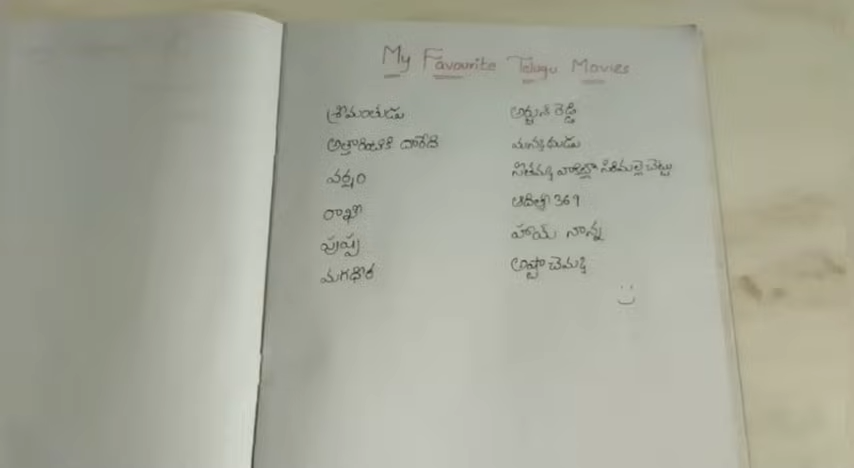 My Favourite Telugu Movies
శ్రీమంతుడు
అత్తారింటికి దారేది
వర్షం
రాఖీ
పుష్ప
మగధీర
అర్జున్ రెడ్డి
మన్మథుడు
సీతమ్మ వాకిట్లో సిరిమల్లె చెట్టు
ఆదిత్య 369
హాయ్ నాన్న
అష్టా చెమ్మ